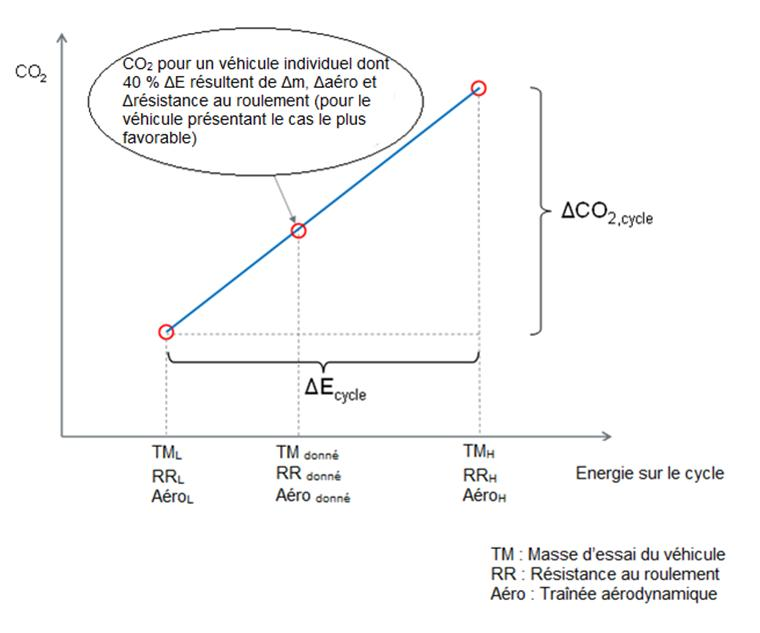 CO2 pour un véhicule individuel dont
40 % ΔE résultent de Δm, Δaéro et
Δrésistance au roulement (pour le
véhicule présentant le cas le plus
favorable)
CO2
ΔCO2,cycle
ΔEcycle
TML TM donné TMH
RRL RR donné RRH
AéroL Aéro donné AéroH
Energie sur le cycle
TM : Masse d'essai du véhicule
RR : Résistance au roulement
Aéro : Traînée aérodynamique